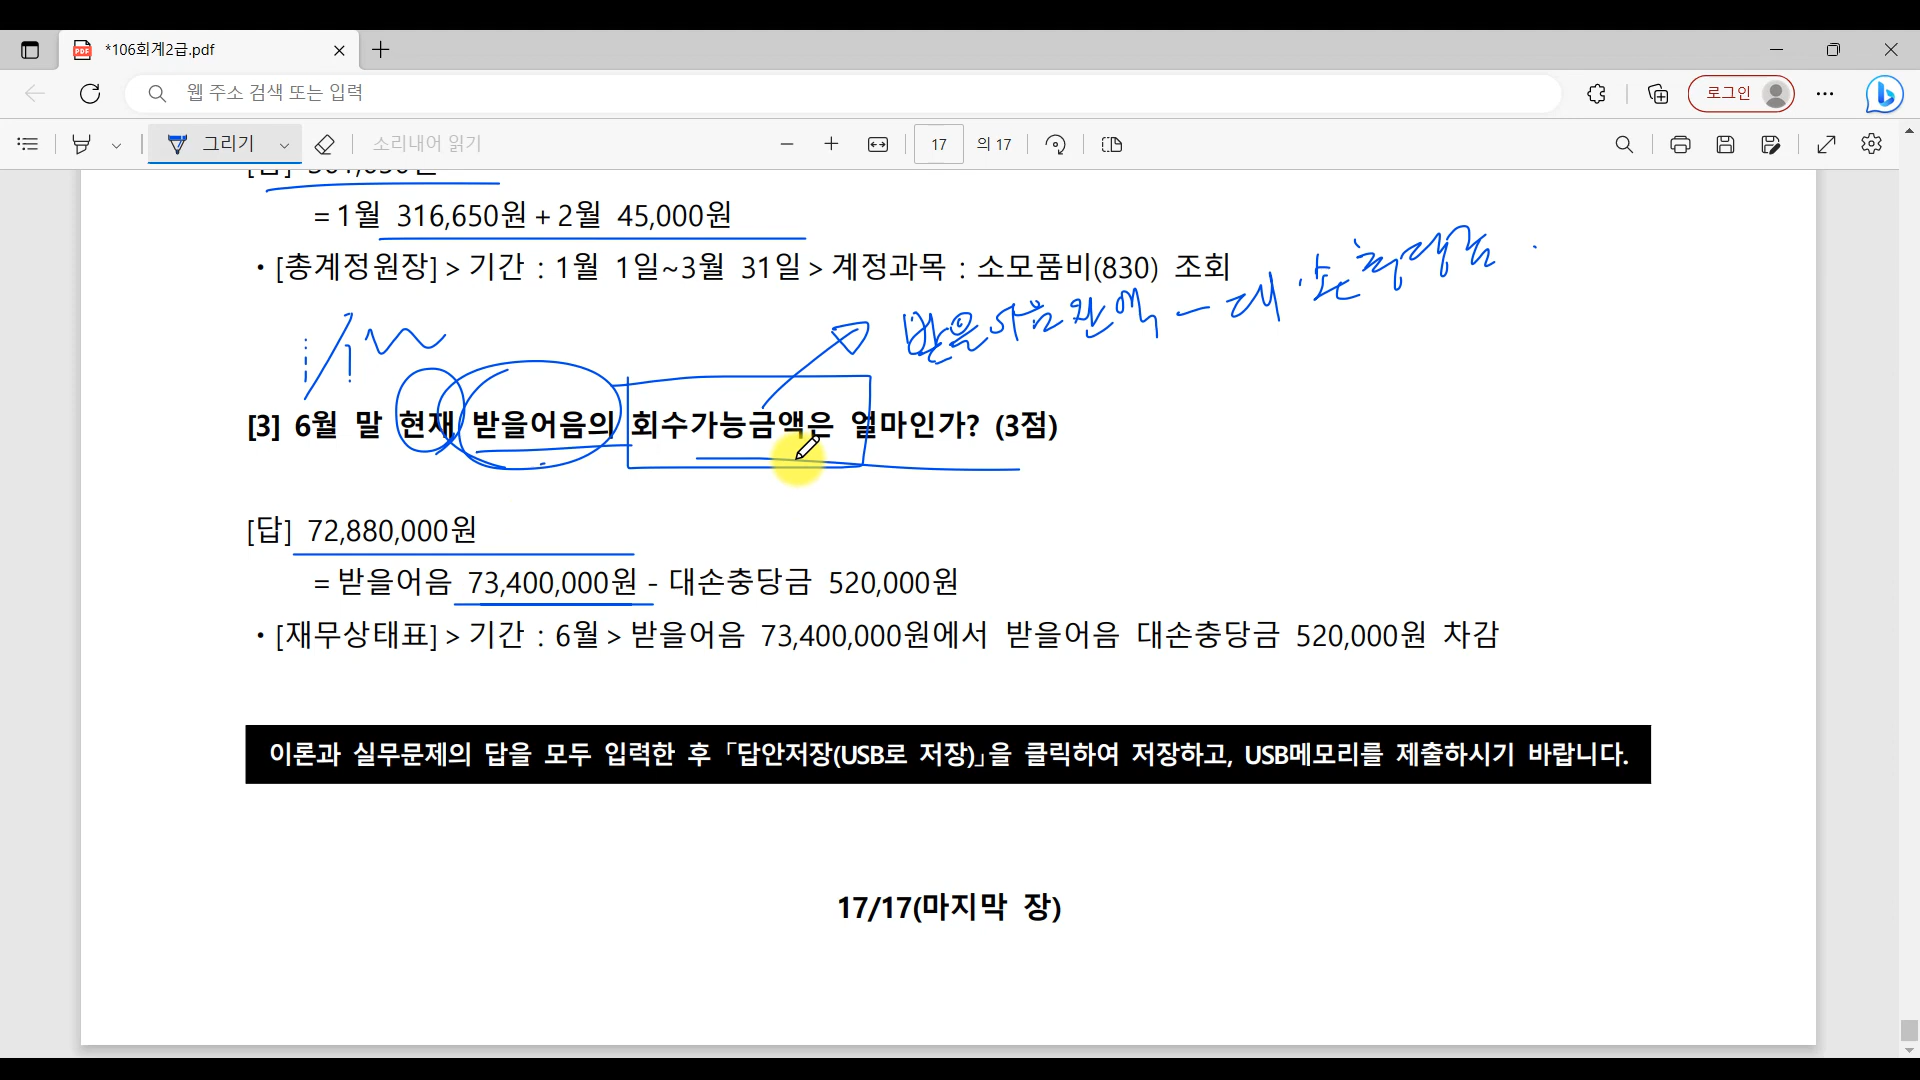 *106회계2급.pdf
웹 주소 검색 또는 입력
로그인
그리기
소리내어 읽기
17 의 17
= 1월 316,650원 + 2월 45,000원
• [총계정원장] > 기간 : 1월 1일~3월 31일 > 계정과목 : 소모품비(830) 조회
받을어음 잔액 - 대손충당금.
[3] 6월 말 현재 받을어음의 회수가능금액은 얼마인가? (3점)
[답] 72,880,000원
= 받을어음 73,400,000원 - 대손충당금 520,000원
• [재무상태표] > 기간 : 6월 > 받을어음 73,400,000원에서 받을어음 대손충당금 520,000원 차감
이론과 실무문제의 답을 모두 입력한 후 「답안저장(USB로 저장)」을 클릭하여 저장하고, USB메모리를 제출하시기 바랍니다.
17/17(마지막 장)